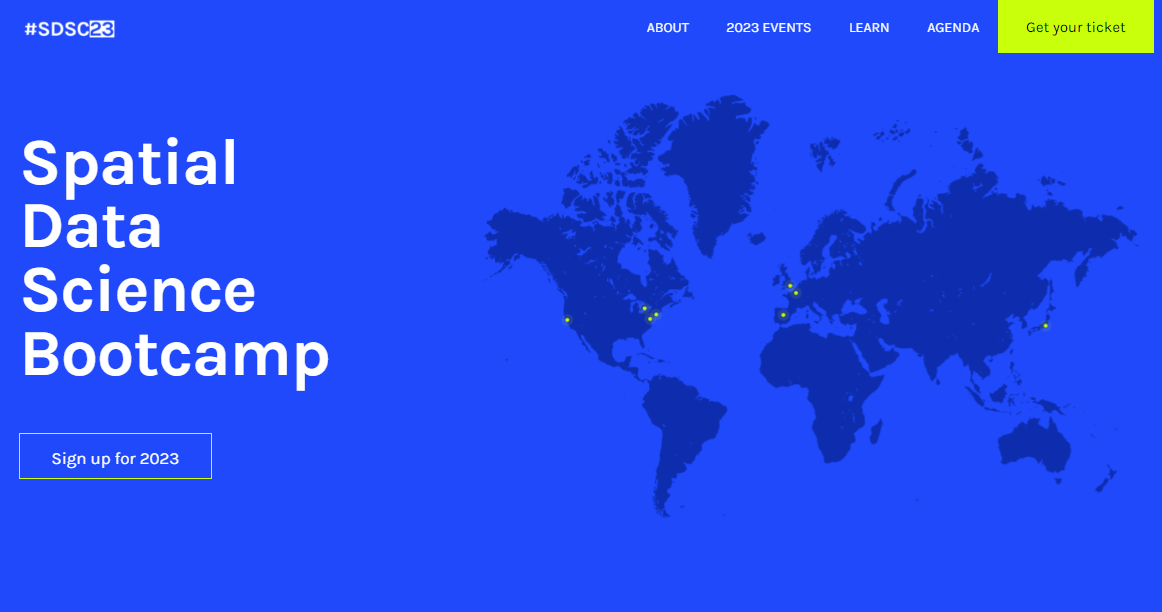 #SDSC23
ABOUT
2023 EVENTS
LEARN
AGENDA
Get your ticket
Spatial
Data
Science
Bootcamp
Sign up for 2023